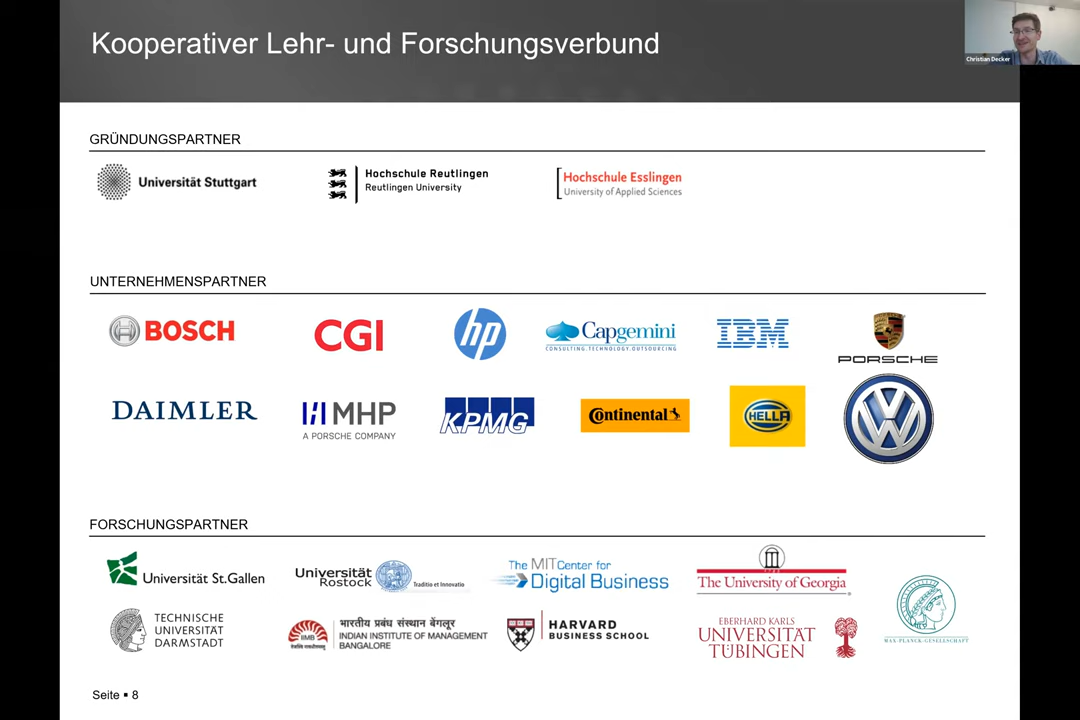 Kooperativer Lehr- und Forschungsverbund
Christian Decker
GRÜNDUNGSPARTNER
Universität Stuttgart
Hochschule Reutlingen
Reutlingen University
Hochschule Esslingen
University of Applied Sciences
UNTERNEHMENSPARTNER
BOSCH
CGI
hp
Capgemini
CONSULTING.TECHNOLOGY.OUTSOURCING
IBM
PORSCHE
DAIMLER
MHP
A PORSCHE COMPANY
KPMG
Continental
HELLA
VW
FORSCHUNGSPARTNER
Universität St.Gallen
Universität
Rostock
Traditio et Innovatio
The MIT Center for
Digital Business
The University of Georgia
TECHNISCHE
UNIVERSITÄT
DARMSTADT
IIMB
भारतीय प्रबंध संस्थान बेंगलूर
INDIAN INSTITUTE OF MANAGEMENT
BANGALORE
HARVARD
BUSINESS SCHOOL
EBERHARD KARLS
UNIVERSITÄT
TÜBINGEN
MAX-PLANCK-GESELLSCHAFT
Seite ▪ 8